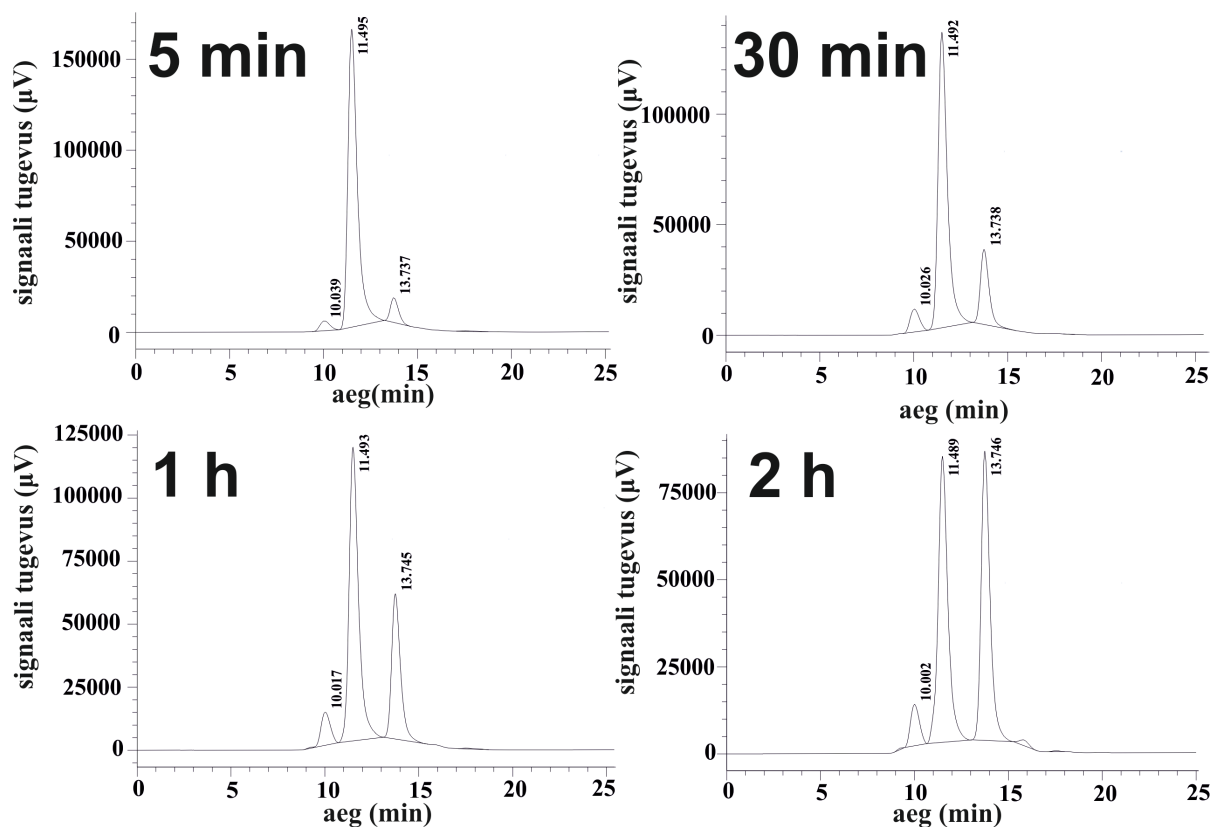 5 min
signaali tugevus (µV)
150000
100000
50000
0
10.039
11.495
13.737
0 5 10 15 20 25
aeg(min)
30 min
signaali tugevus (µV)
100000
50000
0
10.026
11.492
13.738
0 5 10 15 20 25
aeg (min)
1 h
signaali tugevus (µV)
125000
100000
75000
50000
25000
0
10.017
11.493
13.745
0 5 10 15 20 25
aeg (min)
2 h
signaali tugevus (µV)
75000
50000
25000
0
10.002
11.489
13.746
0 5 10 15 20 25
aeg (min)